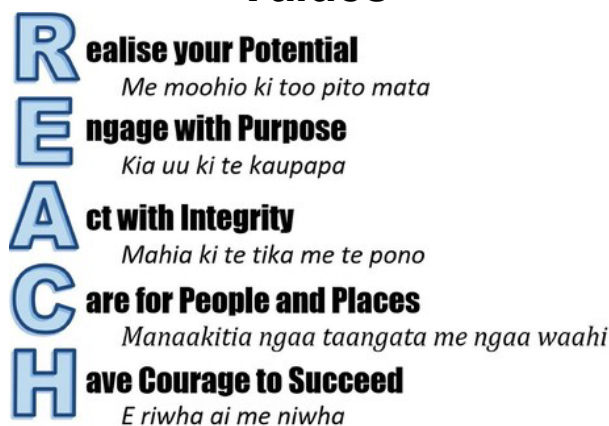 Realise your Potential
Me moohio ki too pito mata
Engage with Purpose
Kia uu ki te kaupapa
Act with Integrity
Mahia ki te tika me te pono
Care for People and Places
Manaakitia ngaa taangata me ngaa waahi
Have Courage to Succeed
E riwha ai me niwha